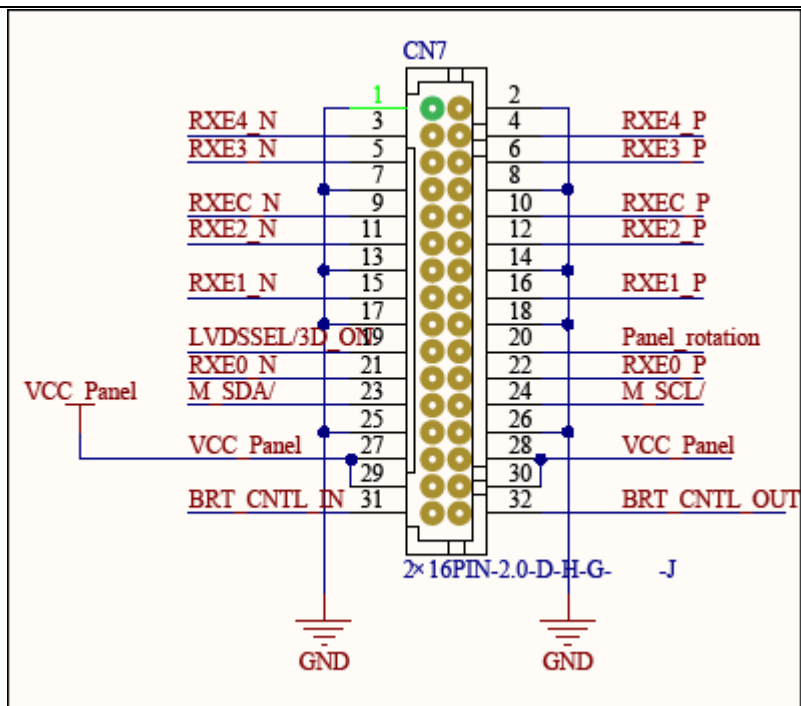 CN7
1 2
RXE4_N 3 4 RXE4_P
RXE3_N 5 6 RXE3_P
7 8
RXEC_N 9 10 RXEC_P
RXE2_N 11 12 RXE2_P
13 14
RXE1_N 15 16 RXE1_P
17 18
LVDSSEL/3D_ON 19 20 Panel_rotation
RXE0_N 21 22 RXE0_P
VCC_Panel M_SDA/ 23 24 M_SCL/
25 26
VCC_Panel 27 28 VCC_Panel
29 30
BRT_CNTL_IN 31 32 BRT_CNTL_OUT
2×16PIN-2.0-D-H-G- -J
GND GND